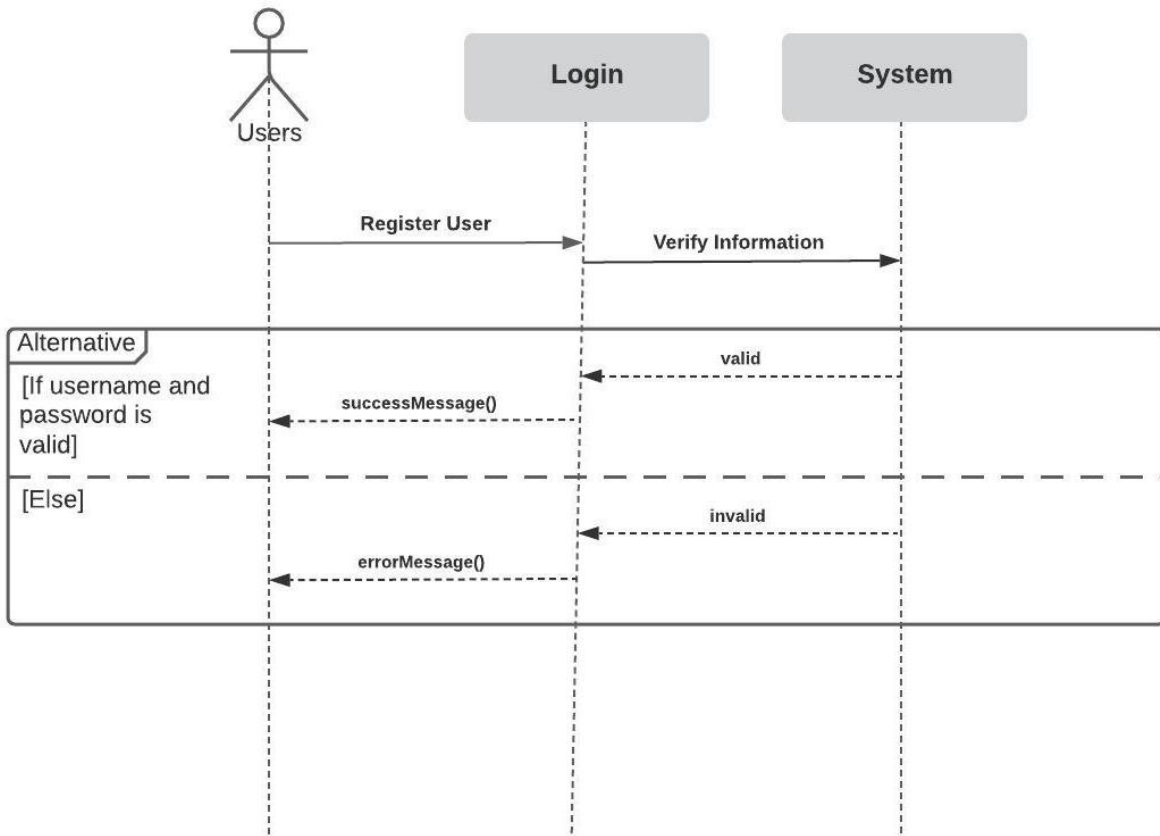 Users
Login
System
Register User
Verify Information
Alternative
[If username and
password is
valid]
valid
successMessage()
[Else]
invalid
errorMessage()